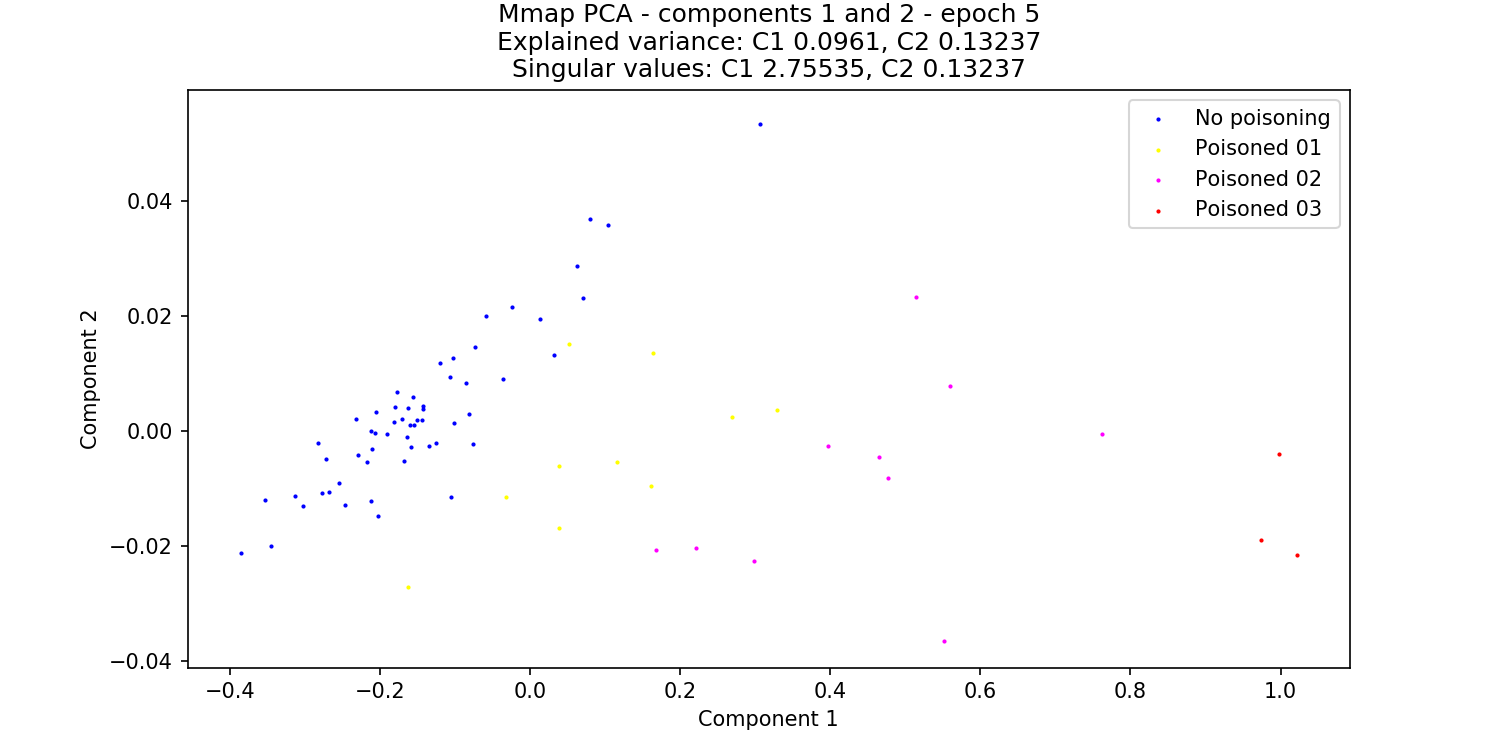 Mmap PCA - components 1 and 2 - epoch 5
Explained variance: C1 0.0961, C2 0.13237
Singular values: C1 2.75535, C2 0.13237
No poisoning
Poisoned 01
Poisoned 02
Poisoned 03
Component 2
0.04
0.02
0.00
−0.02
−0.04
−0.4
−0.2
0.0
0.2
0.4
0.6
0.8
1.0
Component 1